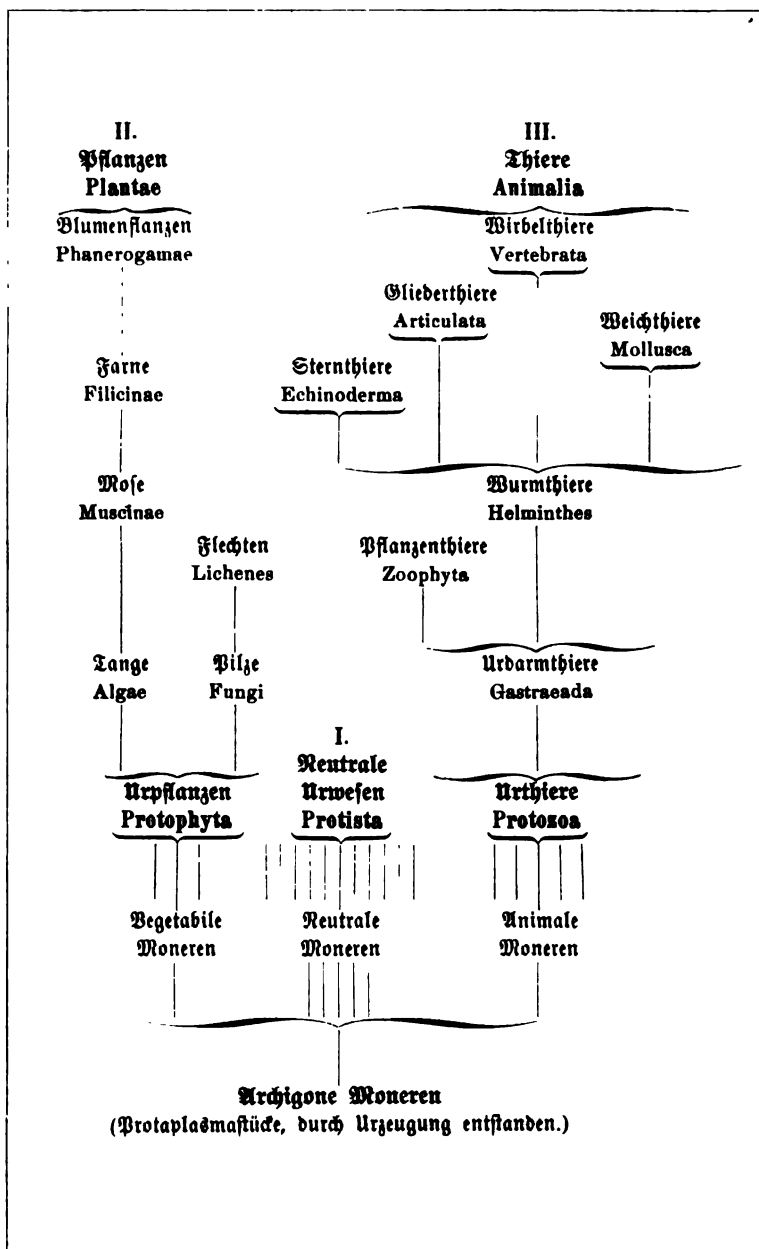 II.
Pflanzen
Plantae
Blumenflanzen
Phanerogamae
Farne
Filicinae
Mose
Muscinae
Flechten
Lichenes
Tange
Algae
Pilze
Fungi
Urpflanzen
Protophyta
Vegetabile
Moneren
I.
Neutrale
Urwesen
Protista
Neutrale
Moneren
III.
Thiere
Animalia
Wirbelthiere
Vertebrata
Gliederthiere
Articulata
Weichthiere
Mollusca
Sternthiere
Echinoderma
Wurmthiere
Helminthes
Pflanzenthiere
Zoophyta
Urdarmthiere
Gastraeada
Urthiere
Protozoa
Animale
Moneren
Archigone Moneren
(Protaplasmastücke, durch Urzeugung entstanden.)